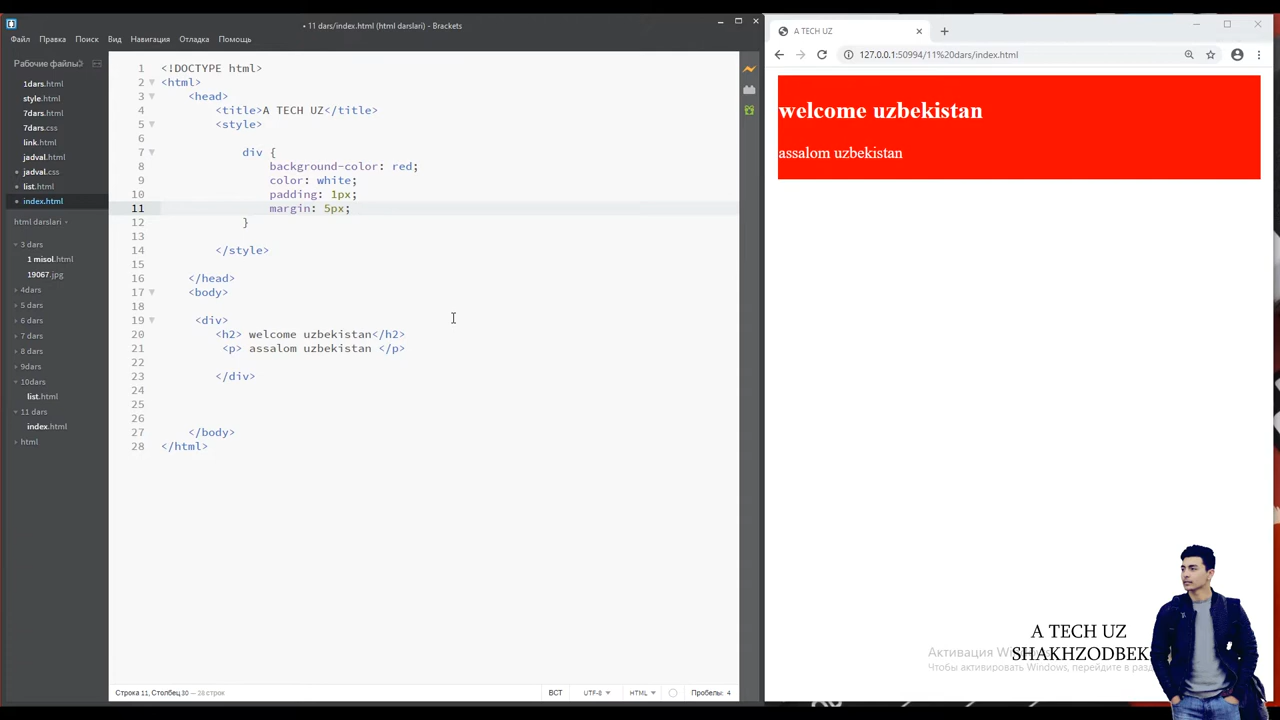 • 11 dars/index.html (html darslari) - Brackets
Файл Правка Поиск Вид Навигация Отладка Помощь
Рабочие файлы
1dars.html
style.html
7dars.html
7dars.css
link.html
jadval.html
jadval.css
list.html
index.html
html darslari
3 dars
1 misol.html
19067.jpg
4dars
5 dars
6 dars
7 dars
8 dars
9dars
10dars
list.html
11 dars
index.html
html
1 <!DOCTYPE html>
2 <html>
3 <head>
4 <title>A TECH UZ</title>
5 <style>
6
7 div {
8 background-color: red;
9 color: white;
10 padding: 1px;
11 margin: 5px;
12 }
13
14 </style>
15
16 </head>
17 <body>
18
19 <div>
20 <h2> welcome uzbekistan</h2>
21 <p> assalom uzbekistan </p>
22
23 </div>
24
25
26
27 </body>
28 </html>
Строка 11, Столбец 30 — 28 строк
ВСТ UTF-8 HTML Пробелы: 4
A TECH UZ
127.0.0.1:50994/11%20dars/index.html
welcome uzbekistan
assalom uzbekistan
A TECH UZ
SHAKHZODBEK
Активация W
Чтобы активировать Windows, перейдите в разд